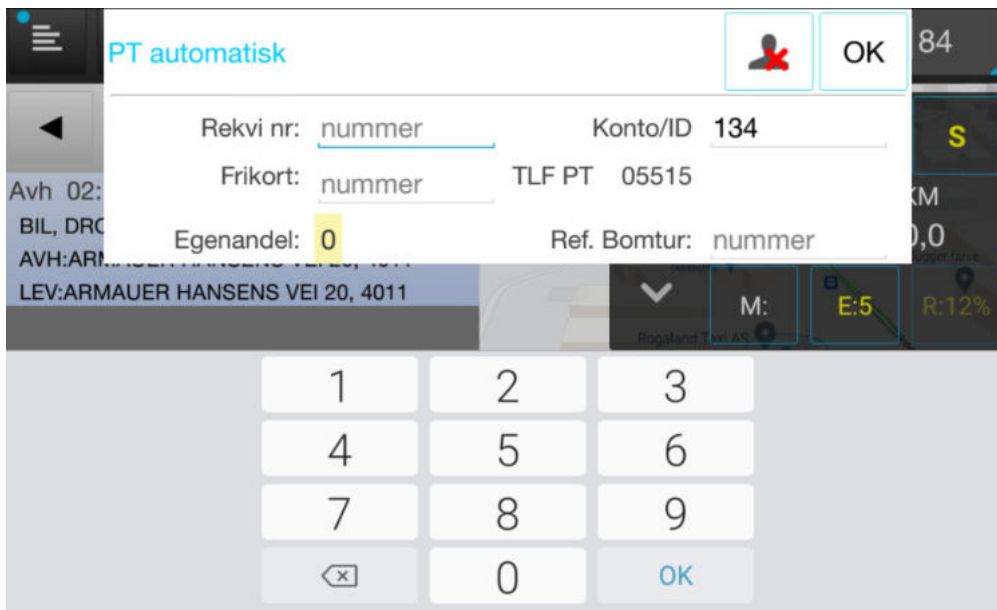 PT automatisk
OK
84
Rekvi nr: nummer
Konto/ID 134
S
Frikort: nummer
TLF PT 05515
Avh 02:
KM
BIL, DRO
Egenandel: 0
Ref. Bomtur: nummer
0,0
LEV:ARMAUER HANSENS VEI 20, 4011
M:
E:5
R:12%
Rogaland Taxi AS
1 2 3
4 5 6
7 8 9
0 OK